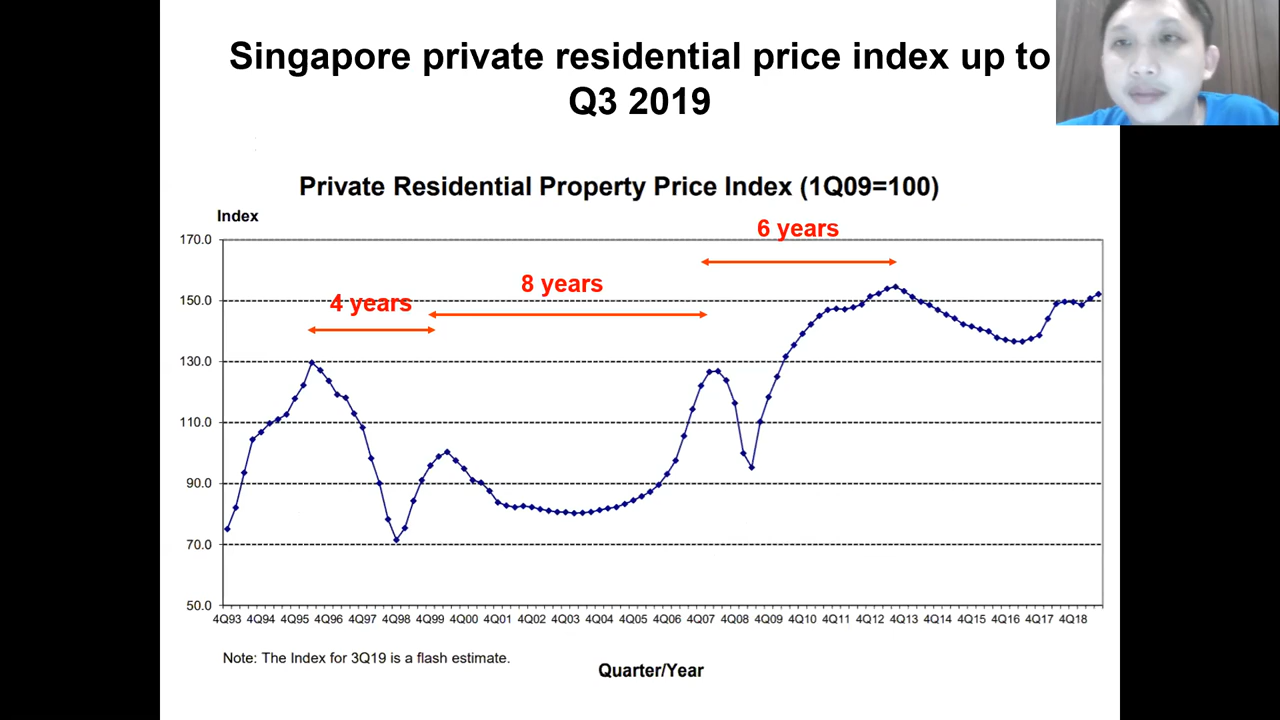 Singapore private residential price index up to
Q3 2019
Private Residential Property Price Index (1Q09=100)
Index
6 years
8 years
4 years
170.0
150.0
130.0
110.0
90.0
70.0
50.0
4Q93 4Q94 4Q95 4Q96 4Q97 4Q98 4Q99 4Q00 4Q01 4Q02 4Q03 4Q04 4Q05 4Q06 4Q07 4Q08 4Q09 4Q10 4Q11 4Q12 4Q13 4Q14 4Q15 4Q16 4Q17 4Q18
Note: The Index for 3Q19 is a flash estimate.
Quarter/Year